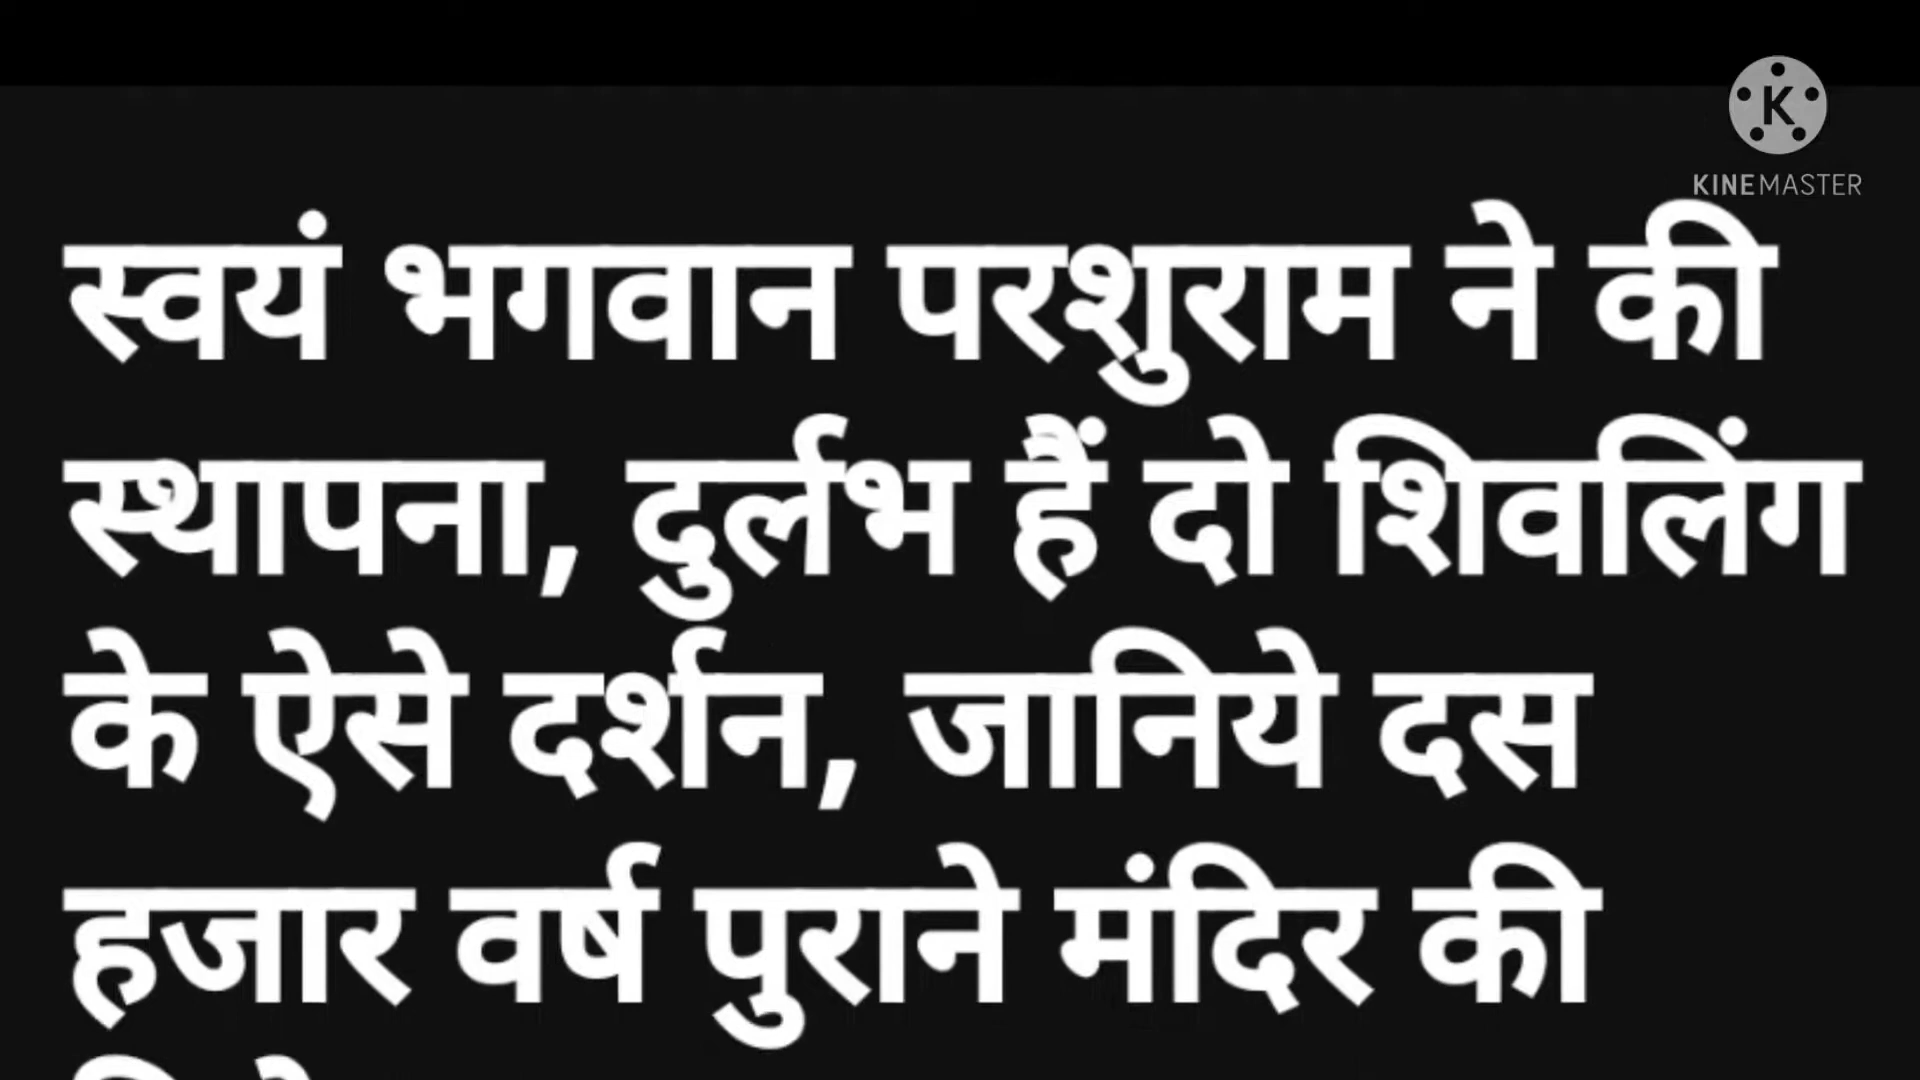 KINEMASTER
स्वयं भगवान परशुराम ने की
स्थापना, दुर्लभ हैं दो शिवलिंग
के ऐसे दर्शन, जानिये दस
हजार वर्ष पुराने मंदिर की